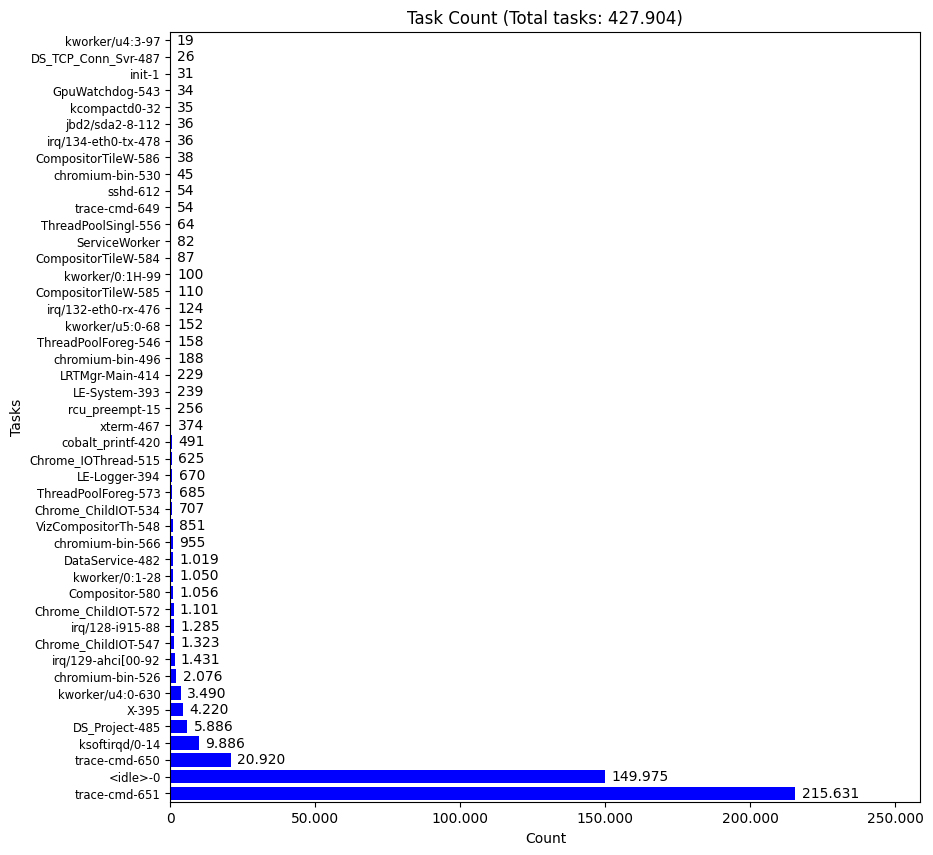 Task Count (Total tasks: 427.904)
kworker/u4:3-97 19
DS_TCP_Conn_Svr-487 26
init-1 31
GpuWatchdog-543 34
kcompactd0-32 35
jbd2/sda2-8-112 36
irq/134-eth0-tx-478 36
CompositorTileW-586 38
chromium-bin-530 45
sshd-612 54
trace-cmd-649 54
ThreadPoolSingl-556 64
ServiceWorker 82
CompositorTileW-584 87
kworker/0:1H-99 100
CompositorTileW-585 110
irq/132-eth0-rx-476 124
kworker/u5:0-68 152
ThreadPoolForeg-546 158
chromium-bin-496 188
LRTMgr-Main-414 229
LE-System-393 239
rcu_preempt-15 256
xterm-467 374
cobalt_printf-420 491
Chrome_IOThread-515 625
LE-Logger-394 670
ThreadPoolForeg-573 685
Chrome_ChildIOT-534 707
VizCompositorTh-548 851
chromium-bin-566 955
DataService-482 1.019
kworker/0:1-28 1.050
Compositor-580 1.056
Chrome_ChildIOT-572 1.101
irq/128-i915-88 1.285
Chrome_ChildIOT-547 1.323
irq/129-ahci[00-92 1.431
chromium-bin-526 2.076
kworker/u4:0-630 3.490
X-395 4.220
DS_Project-485 5.886
ksoftirqd/0-14 9.886
trace-cmd-650 20.920
<idle>-0 149.975
trace-cmd-651 215.631
Tasks
0 50.000 100.000 150.000 200.000 250.000
Count